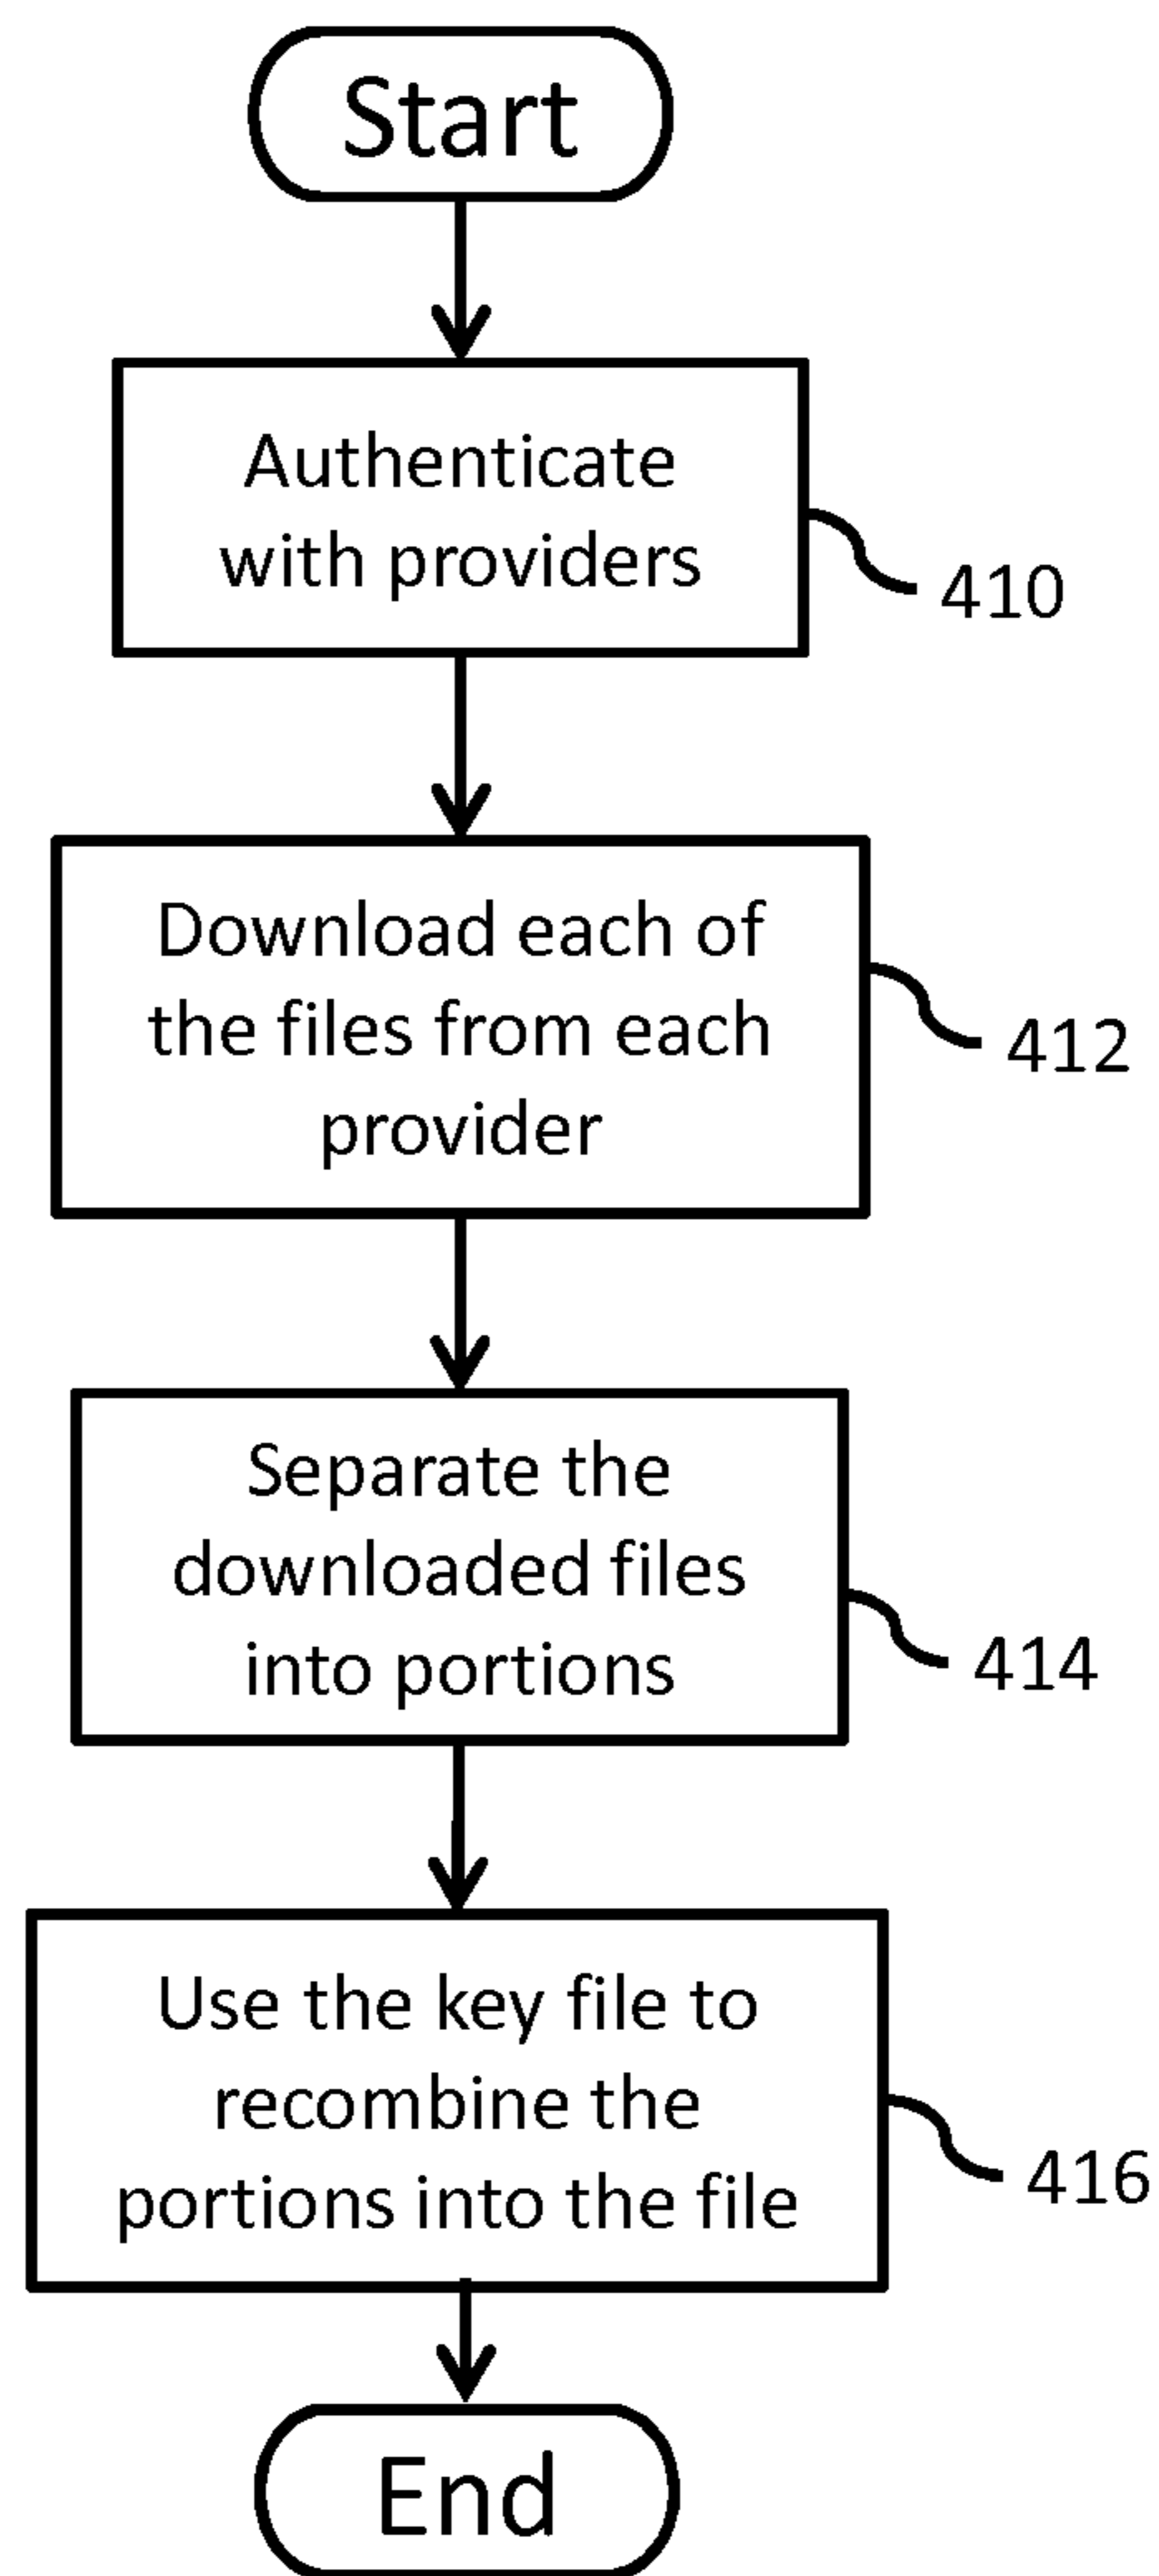 Start
Authenticate
with providers
410
Download each of
the files from each
provider
412
Separate the
downloaded files
into portions
414
Use the key file to
recombine the
portions into the file
416
End